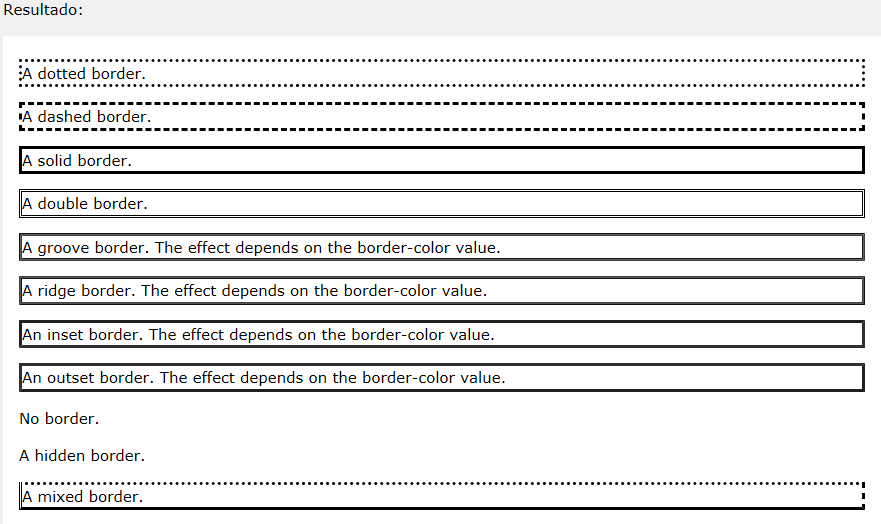 Resultado:
A dotted border.
A dashed border.
A solid border.
A double border.
A groove border. The effect depends on the border-color value.
A ridge border. The effect depends on the border-color value.
An inset border. The effect depends on the border-color value.
An outset border. The effect depends on the border-color value.
No border.
A hidden border.
A mixed border.